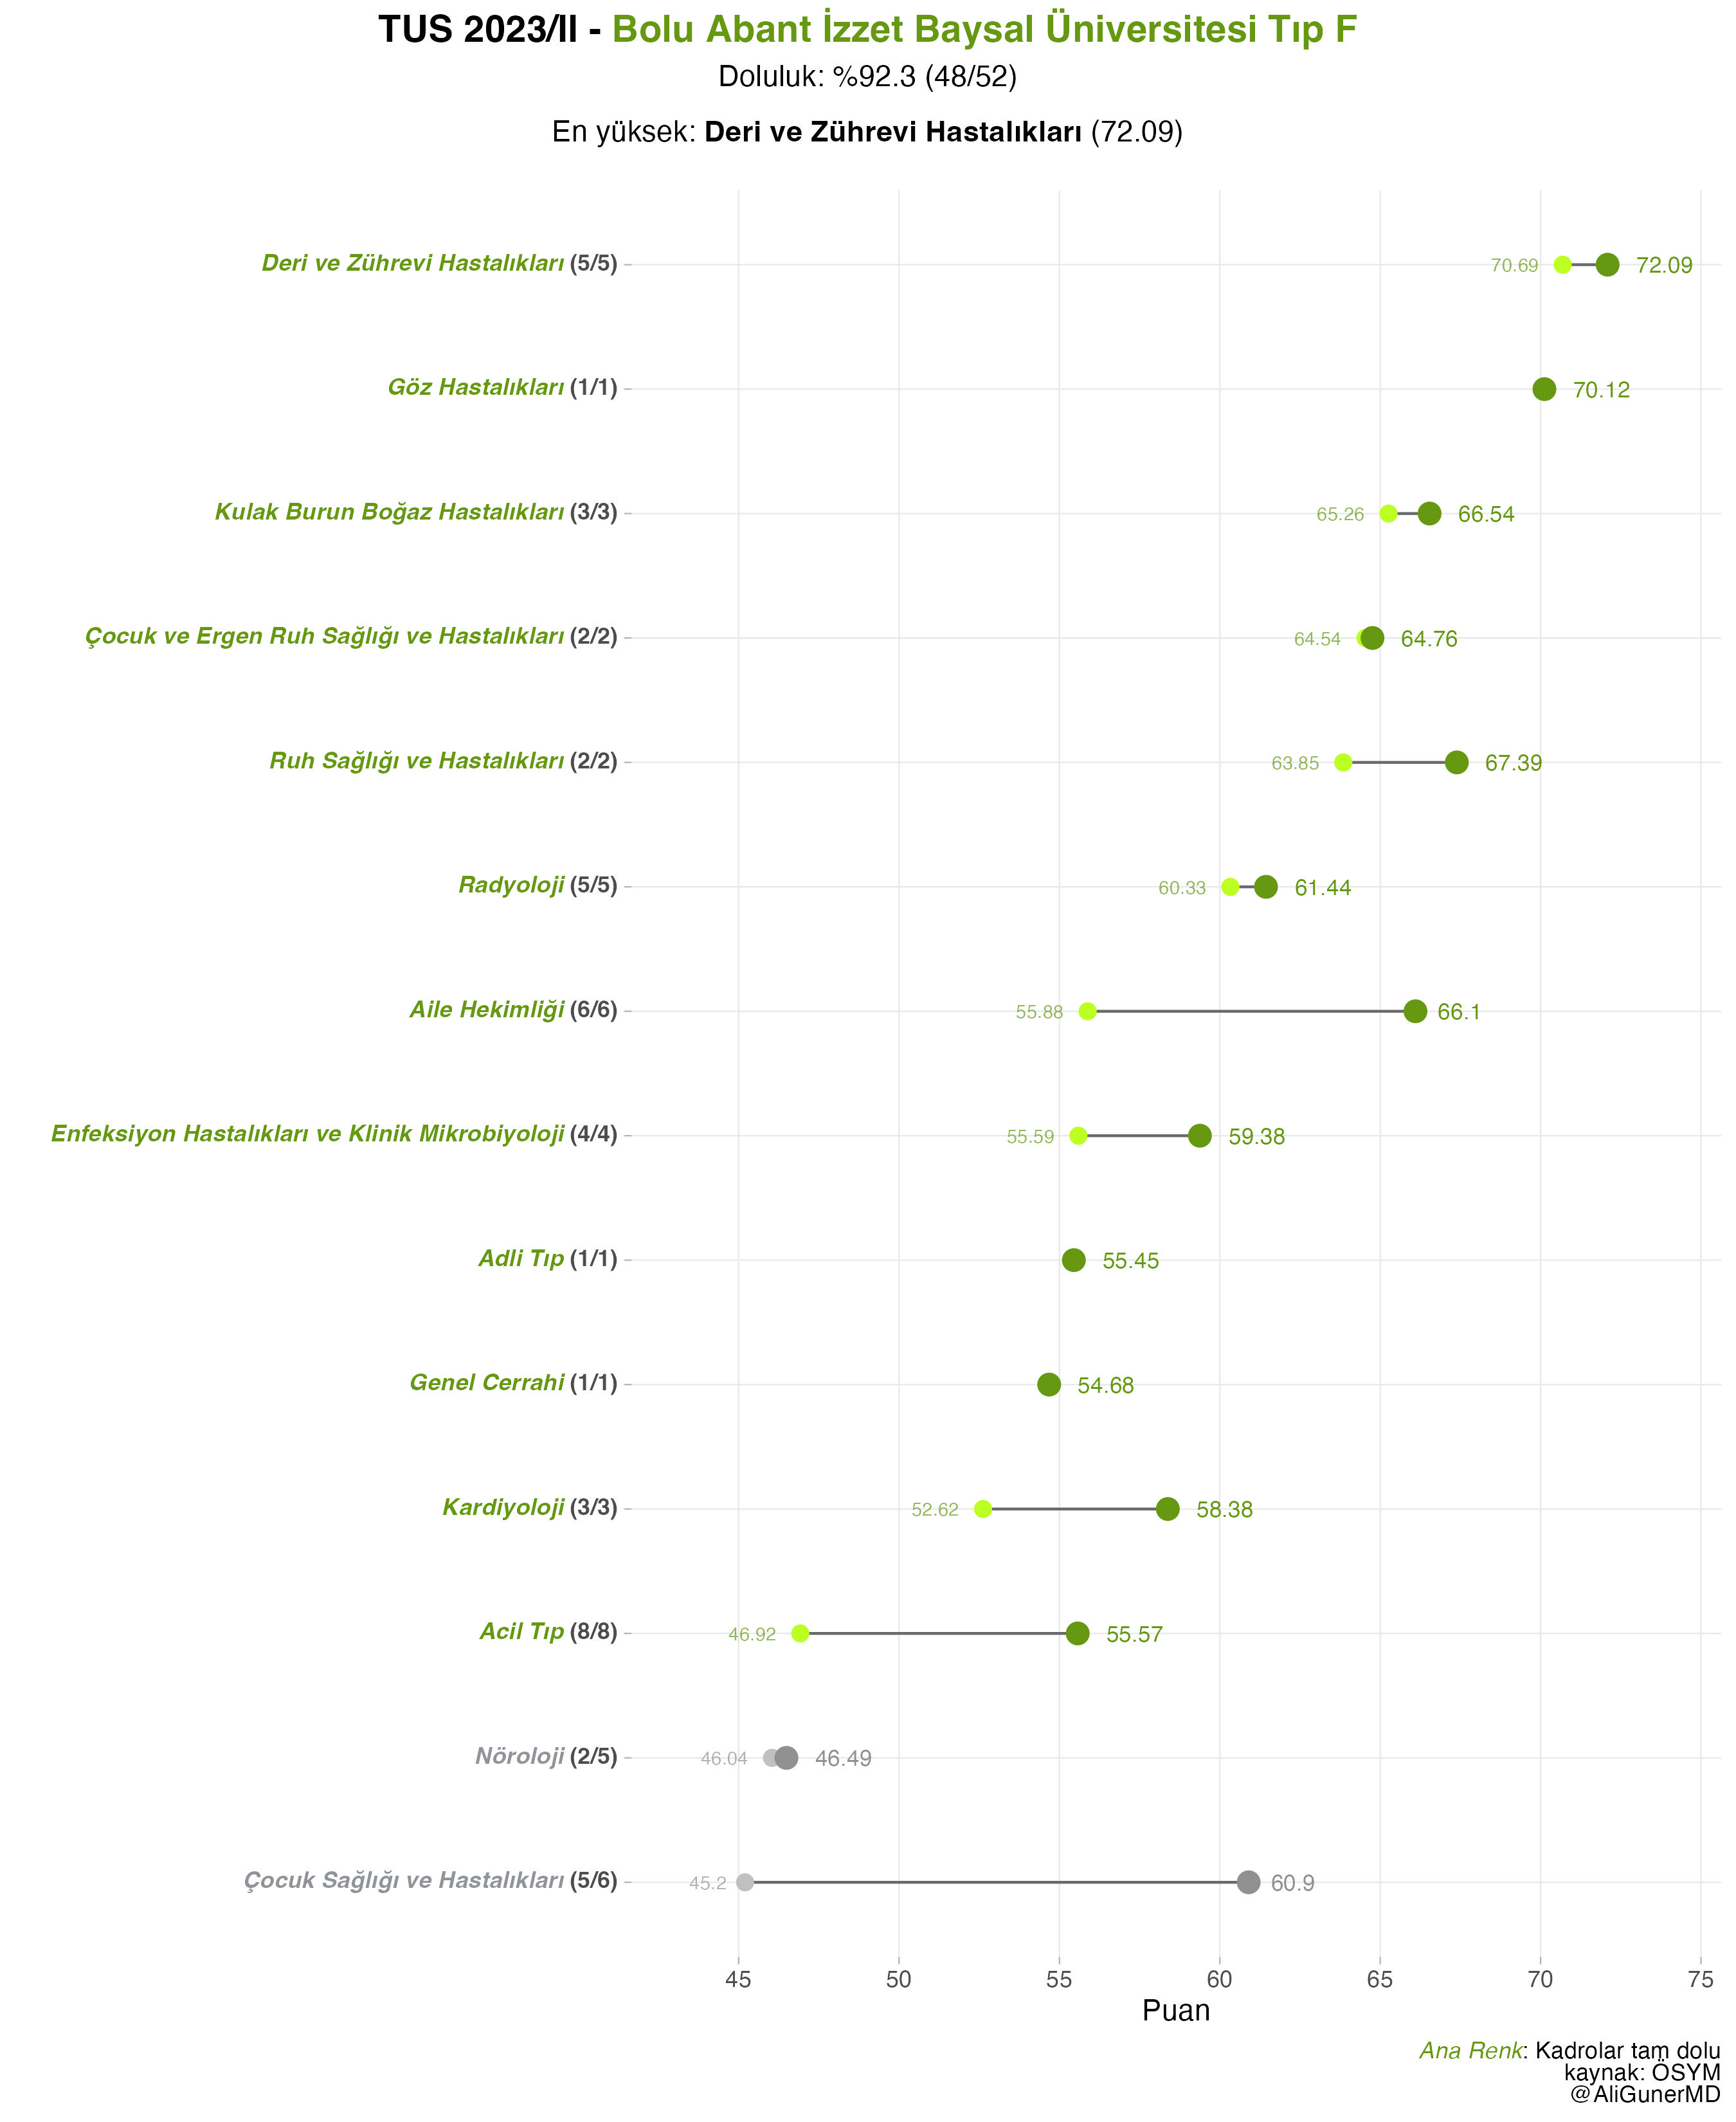 TUS 2023/II - Bolu Abant İzzet Baysal Üniversitesi Tıp F
Doluluk: %92.3 (48/52)
En yüksek: Deri ve Zührevi Hastalıkları (72.09)
Deri ve Zührevi Hastalıkları (5/5) 70.69 72.09
Göz Hastalıkları (1/1) 70.12
Kulak Burun Boğaz Hastalıkları (3/3) 65.26 66.54
Çocuk ve Ergen Ruh Sağlığı ve Hastalıkları (2/2) 64.54 64.76
Ruh Sağlığı ve Hastalıkları (2/2) 63.85 67.39
Radyoloji (5/5) 60.33 61.44
Aile Hekimliği (6/6) 55.88 66.1
Enfeksiyon Hastalıkları ve Klinik Mikrobiyoloji (4/4) 55.59 59.38
Adli Tıp (1/1) 55.45
Genel Cerrahi (1/1) 54.68
Kardiyoloji (3/3) 52.62 58.38
Acil Tıp (8/8) 46.92 55.57
Nöroloji (2/5) 46.04 46.49
Çocuk Sağlığı ve Hastalıkları (5/6) 45.2 60.9
45 50 55 60 65 70 75
Puan
Ana Renk: Kadrolar tam dolu
kaynak: ÖSYM
@AliGunerMD